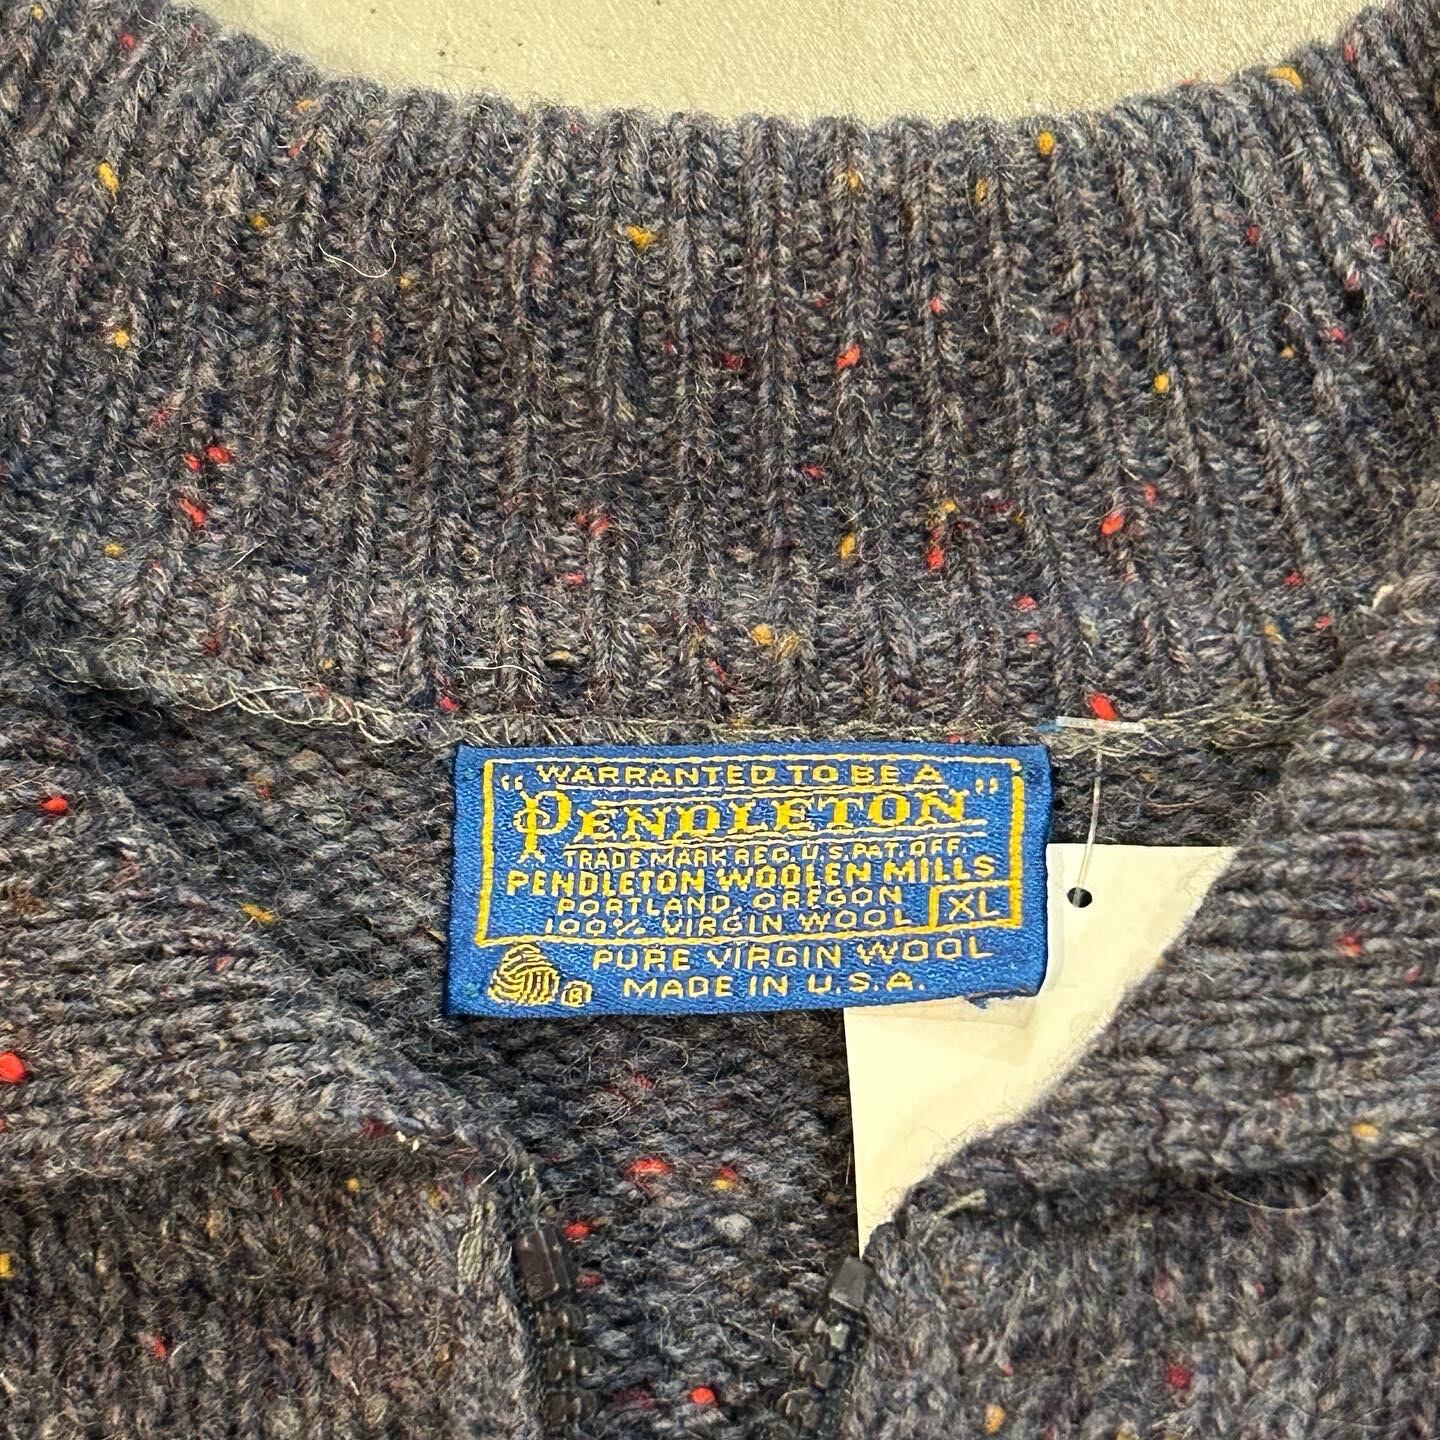 "WARRANTED TO BE A
PENDLETON"
TRADE MARK REG. U.S. PAT. OFF.
PENDLETON WOOLEN MILLS
PORTLAND, OREGON
100% VIRGIN WOOL XL
PURE VIRGIN WOOL
® MADE IN U.S.A.